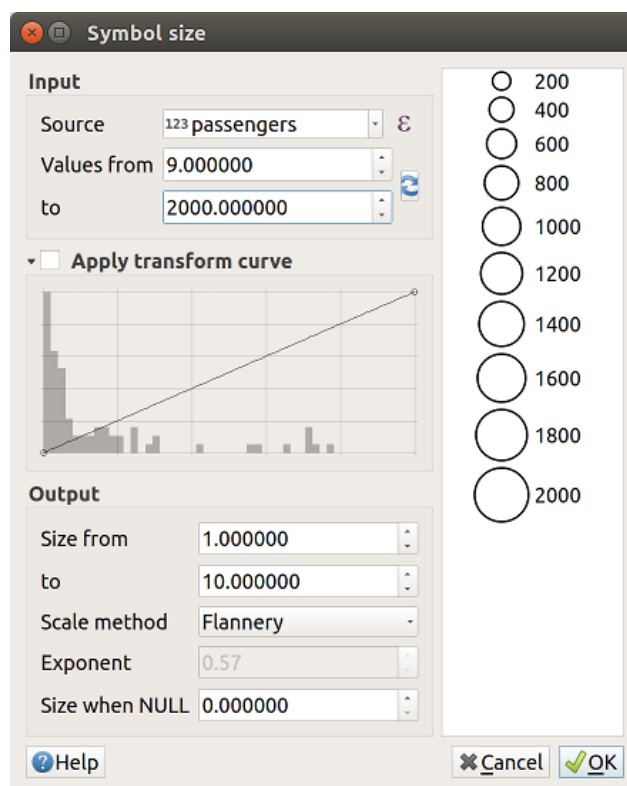 Symbol size
Input
Source 123 passengers ε
Values from 9.000000
to 2000.000000
Apply transform curve
Output
Size from 1.000000
to 10.000000
Scale method Flannery
Exponent 0.57
Size when NULL 0.000000
200
400
600
800
1000
1200
1400
1600
1800
2000
Help
Cancel
OK